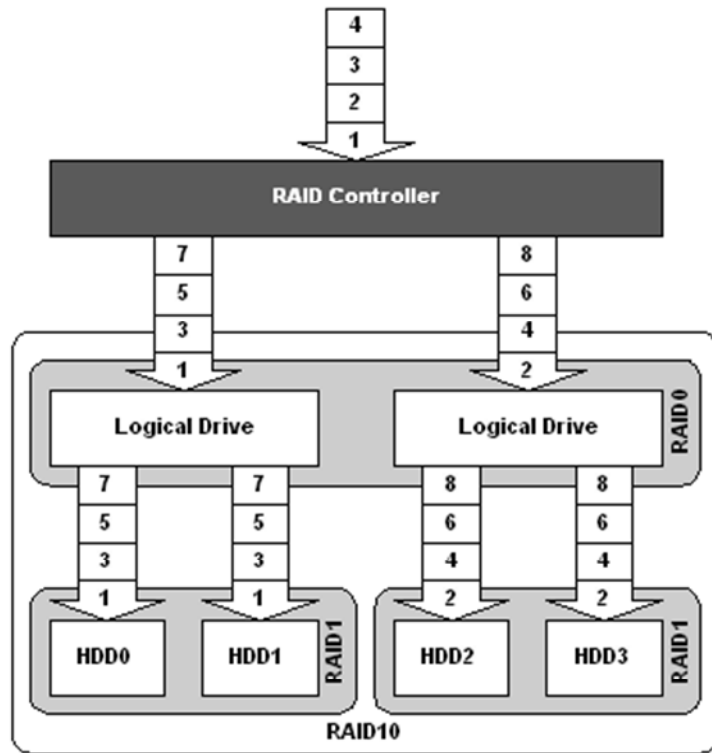 4
3
2
1
RAID Controller
7 8
5 6
3 4
1 2
Logical Drive Logical Drive RAID0
7 7 8 8
5 5 6 6
3 3 4 4
1 1 2 2
HDD0 HDD1 RAID1 HDD2 HDD3 RAID1
RAID10